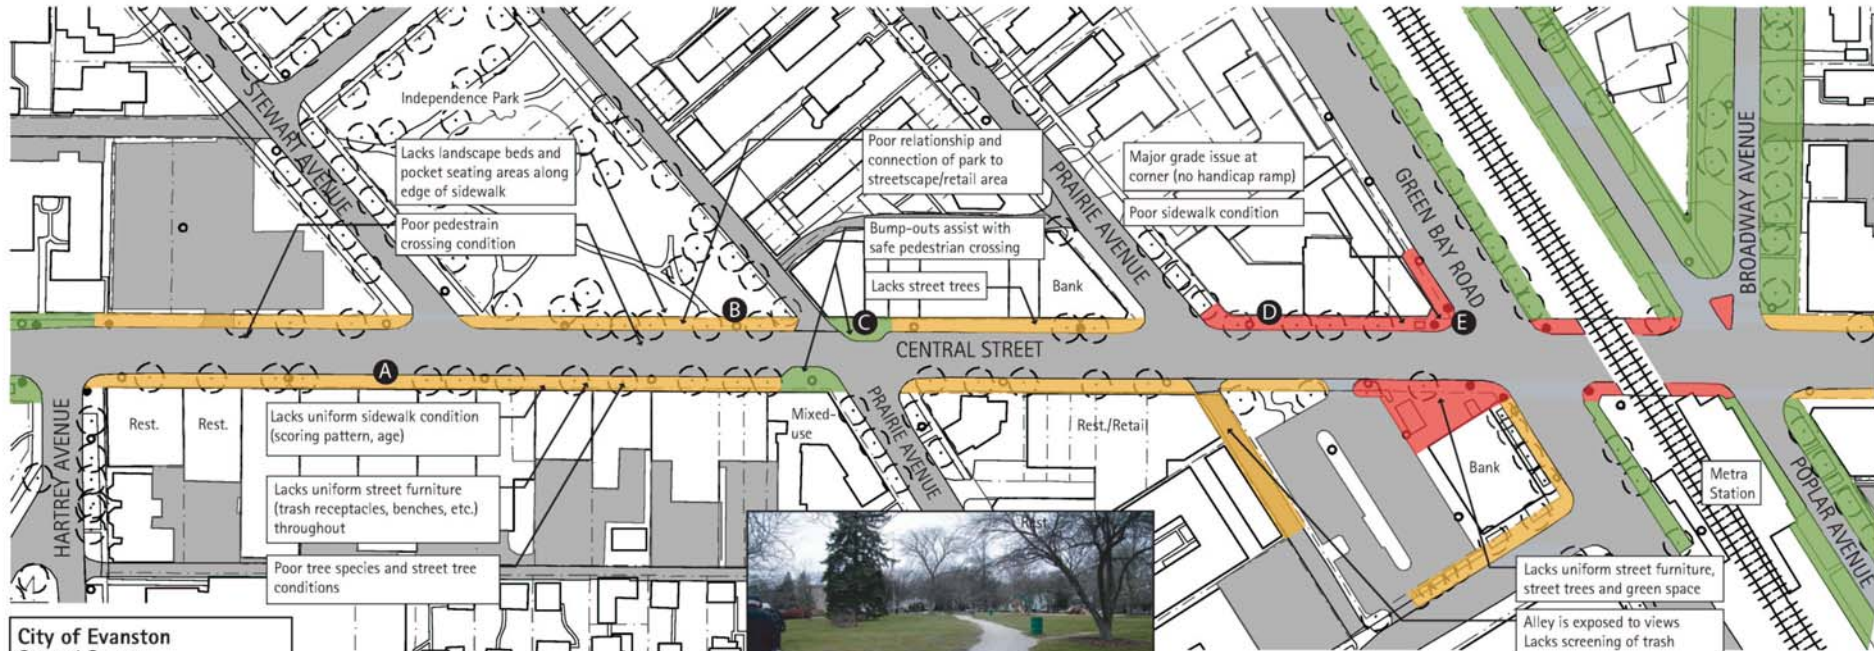 Independence Park
STEWART AVENUE
Lacks landscape beds and
pocket seating areas along
edge of sidewalk
Poor pedestrain
crossing condition
Poor relationship and
connection of park to
streetscape/retail area
Bump-outs assist with
safe pedestrian crossing
Lacks street trees
Bank
PRAIRIE AVENUE
Major grade issue at
corner (no handicap ramp)
Poor sidewalk condition
GREEN BAY ROAD
BROADWAY AVENUE
B
C
D
E
CENTRAL STREET
A
HARTREY AVENUE
Rest.
Rest.
Lacks uniform sidewalk condition
(scoring pattern, age)
Lacks uniform street furniture
(trash receptacles, benches, etc.)
throughout
Poor tree species and street tree
conditions
Mixed-
use
PRAIRIE AVENUE
Rest./Retail
Rest.
Bank
Metra
Station
POPLAR AVENUE
Lacks uniform street furniture,
street trees and green space
Alley is exposed to views
Lacks screening of trash
City of Evanston